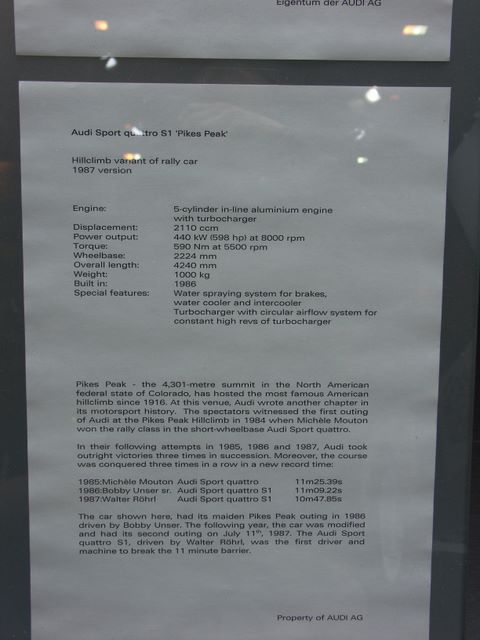 Eigentum der AUDI AG
Audi Sport quattro S1 'Pikes Peak'
Hillclimb variant of rally car
1987 version
Engine: 5-cylinder in-line aluminium engine
with turbocharger
Displacement: 2110 ccm
Power output: 440 kW (598 hp) at 8000 rpm
Torque: 590 Nm at 5500 rpm
Wheelbase: 2224 mm
Overall length: 4240 mm
Weight: 1000 kg
Built in: 1986
Special features: Water spraying system for brakes,
water cooler and intercooler
Turbocharger with circular airflow system for
constant high revs of turbocharger
Pikes Peak - the 4,301-metre summit in the North American
federal state of Colorado, has hosted the most famous American
hillclimb since 1916. At this venue, Audi wrote another chapter in
its motorsport history. The spectators witnessed the first outing
of Audi at the Pikes Peak Hillclimb in 1984 when Michèle Mouton
won the rally class in the short-wheelbase Audi Sport quattro.
In their following attempts in 1985, 1986 and 1987, Audi took
outright victories three times in succession. Moreover, the course
was conquered three times in a row in a new record time:
1985:Michèle Mouton Audi Sport quattro 11m25.39s
1986:Bobby Unser sr. Audi Sport quattro S1 11m09.22s
1987:Walter Röhrl Audi Sport quattro S1 10m47.85s
The car shown here, had its maiden Pikes Peak outing in 1986
driven by Bobby Unser. The following year, the car was modified
and had its second outing on July 11th, 1987. The Audi Sport
quattro S1, driven by Walter Röhrl, was the first driver and
machine to break the 11 minute barrier.
Property of AUDI AG